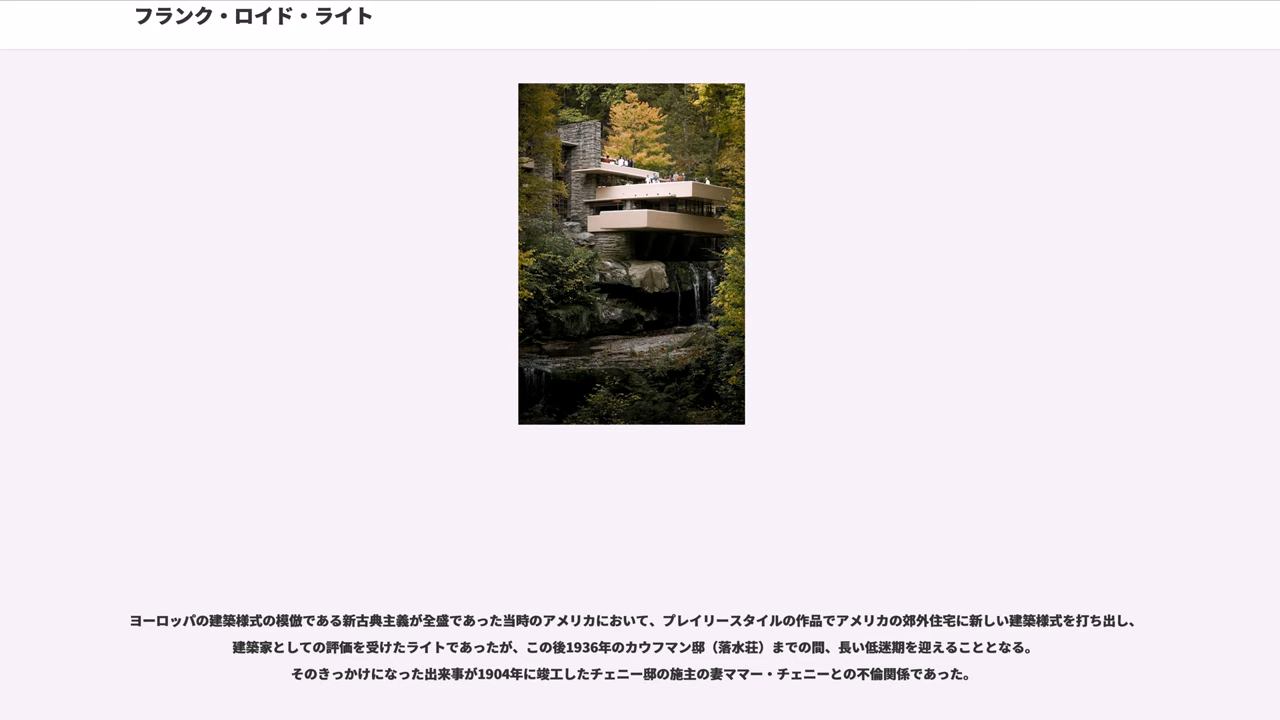 フランク・ロイド・ライト
ヨーロッパの建築様式の模倣である新古典主義が全盛であった当時のアメリカにおいて、プレイリースタイルの作品でアメリカの郊外住宅に新しい建築様式を打ち出し、
建築家としての評価を受けたライトであったが、この後1936年のカウフマン邸（落水荘）までの間、長い低迷期を迎えることとなる。
そのきっかけになった出来事が1904年に竣工したチェニー邸の施主の妻ママー・チェニーとの不倫関係であった。